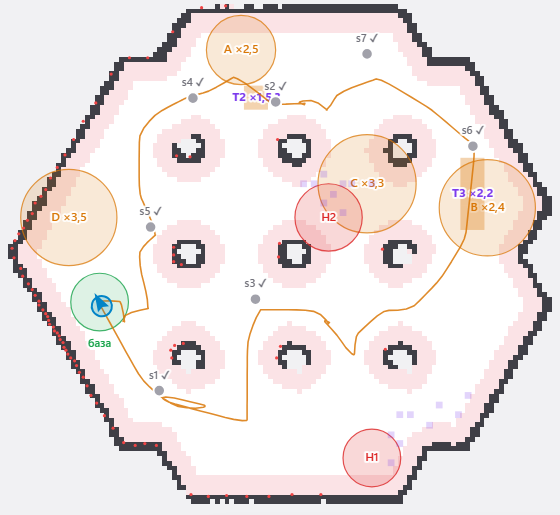 s7 ✓
A ×2,5
s4 ✓
s2 ✓
T2 ×1,5
s6 ✓
C ×3,3
T3 ×2,2
B ×2,4
s5 ✓
D ×3,5
H2
s3 ✓
база
s1 ✓
H1